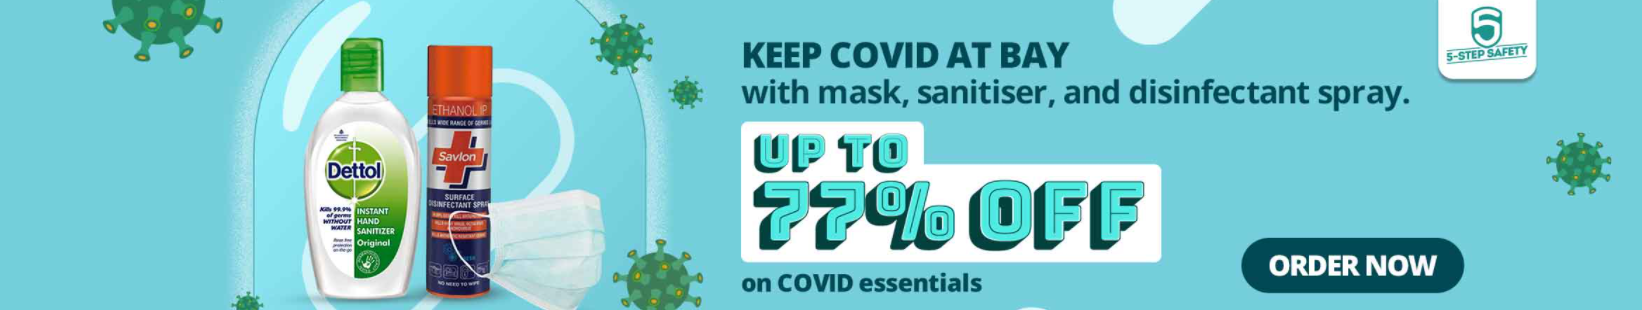 KEEP COVID AT BAY
with mask, sanitiser, and disinfectant spray.
UP TO
77% OFF
on COVID essentials
ORDER NOW
5
5-STEP SAFETY
Dettol
Kills 99.9%
of germs
WITHOUT
WATER
INSTANT
HAND
SANITIZER
Original
ETHANOL IP
Savlon
SURFACE
DISINFECTANT SPRAY
NO NEED TO WIPE